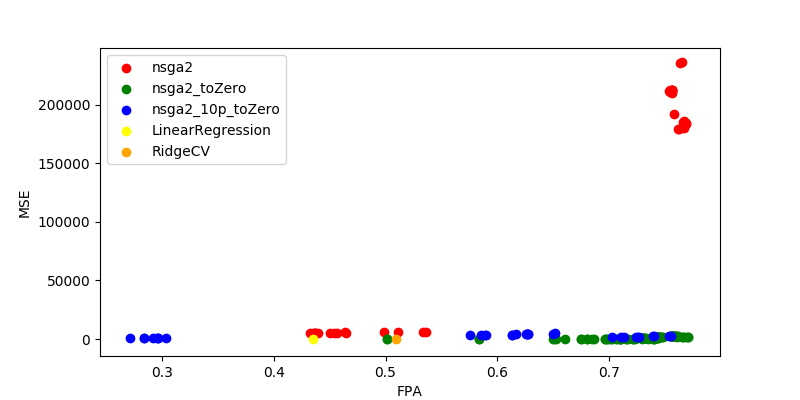 nsga2
nsga2_toZero
nsga2_10p_toZero
LinearRegression
RidgeCV
200000
150000
100000
50000
0
MSE
0.3 0.4 0.5 0.6 0.7
FPA